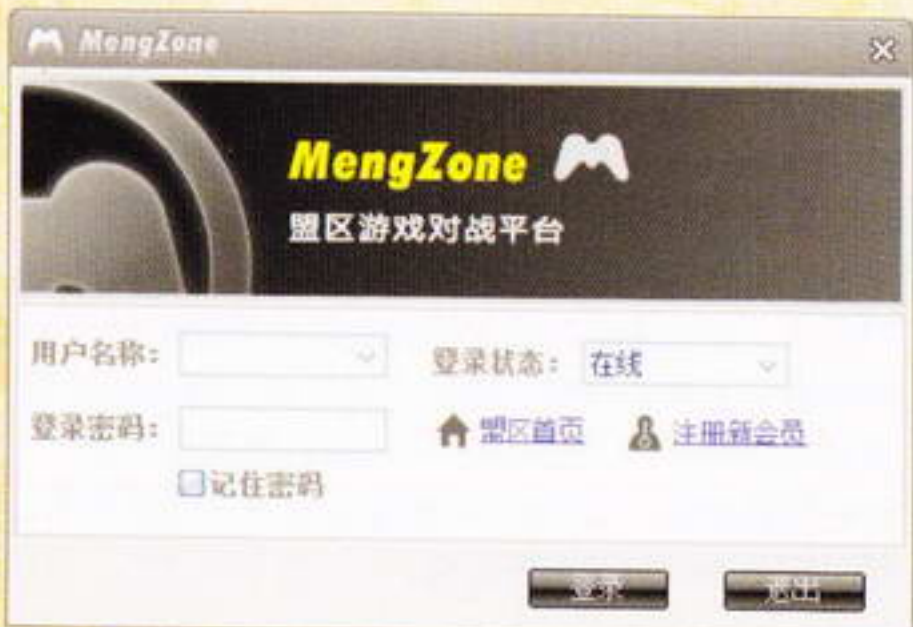 MengZone
MengZone
盟区游戏对战平台
用户名称：
登录状态： 在线
登录密码：
盟区首页 注册新会员
记住密码
登录 退出